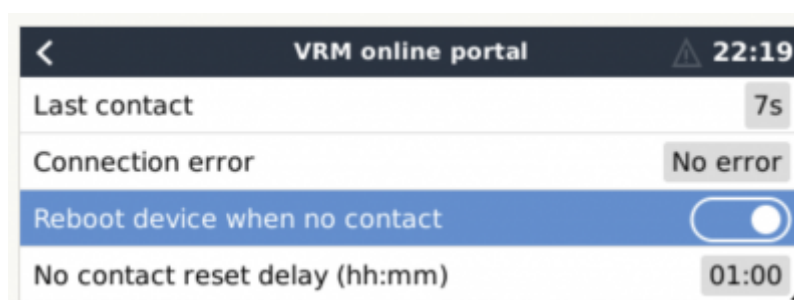 VRM online portal 22:19
Last contact 7s
Connection error No error
Reboot device when no contact
No contact reset delay (hh:mm) 01:00